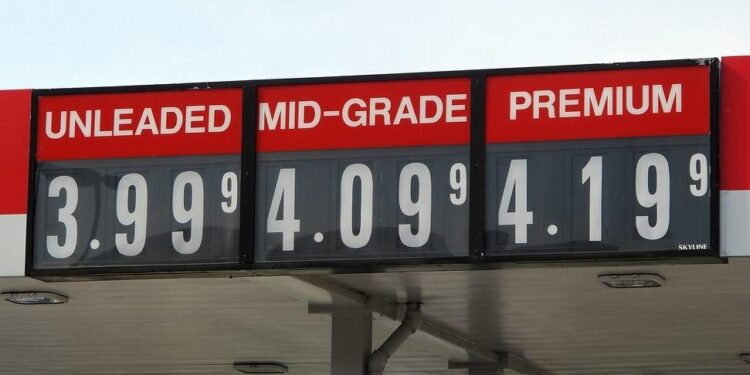 UNLEADED MID-GRADE PREMIUM
3.99 9 4.09 9 4.19 9
SKYLINE